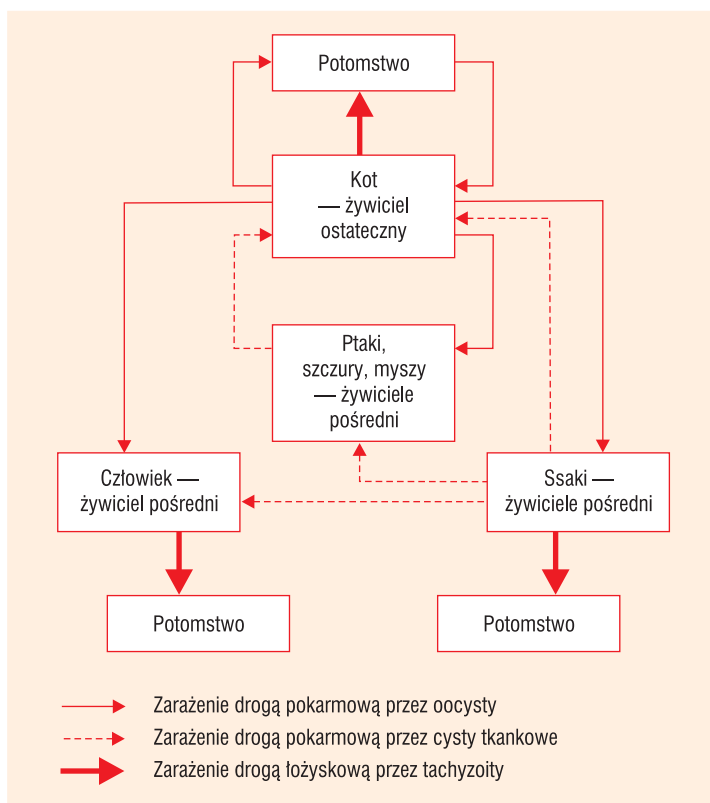 Potomstwo
Kot
— żywiciel
ostateczny
Ptaki,
szczury, myszy
— żywiciele
pośredni
Człowiek —
żywiciel pośredni
Ssaki —
żywiciele pośredni
Potomstwo
Potomstwo
Zarażenie drogą pokarmową przez oocysty
Zarażenie drogą pokarmową przez cysty tkankowe
Zarażenie drogą łożyskową przez tachyzoity